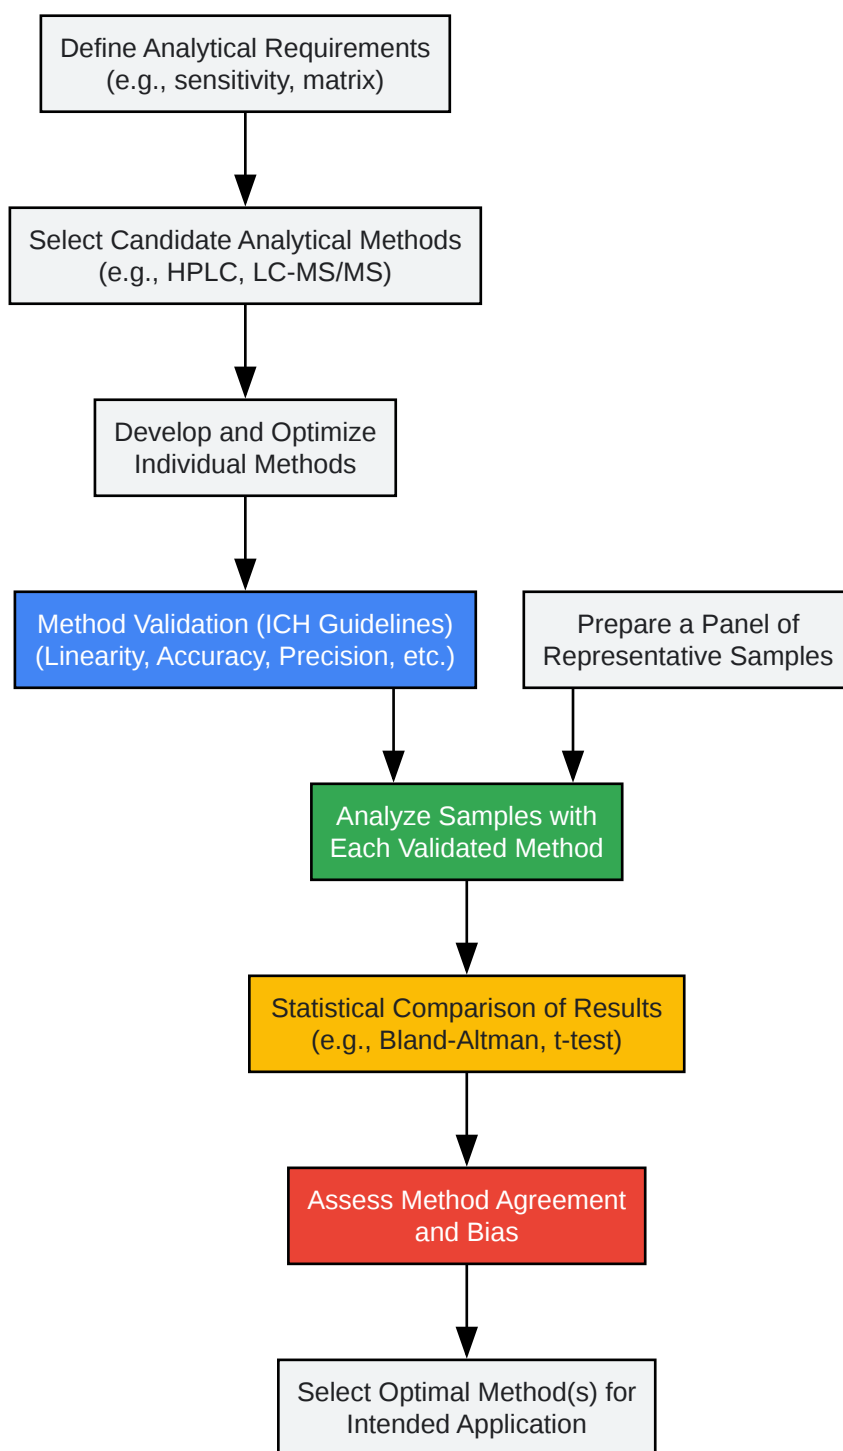 Define Analytical Requirements
(e.g., sensitivity, matrix)
Select Candidate Analytical Methods
(e.g., HPLC, LC-MS/MS)
Develop and Optimize
Individual Methods
Method Validation (ICH Guidelines)
(Linearity, Accuracy, Precision, etc.)
Prepare a Panel of
Representative Samples
Analyze Samples with
Each Validated Method
Statistical Comparison of Results
(e.g., Bland-Altman, t-test)
Assess Method Agreement
and Bias
Select Optimal Method(s) for
Intended Application